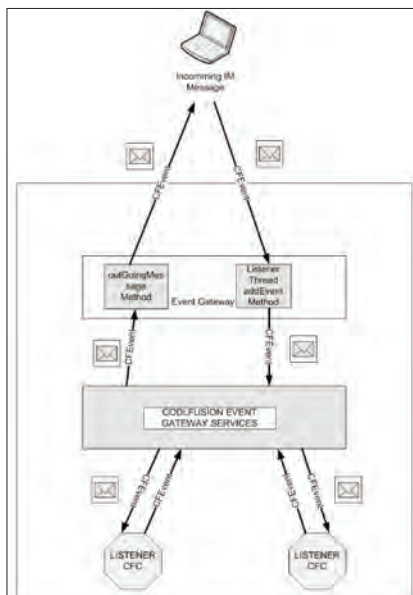 Incomming IM
Message
CFEvent
CFEvent
outGoingMes
sage
Method
Listener
Thread
addEvent
Method
Event Gateway
CFEvent
CFEvent
CODLFUSION EVENT
GATEWAY SERVICES
CFEvent
CFEvent
CFEvent
CFEvent
LISTENER
CFC
LISTENER
CFC